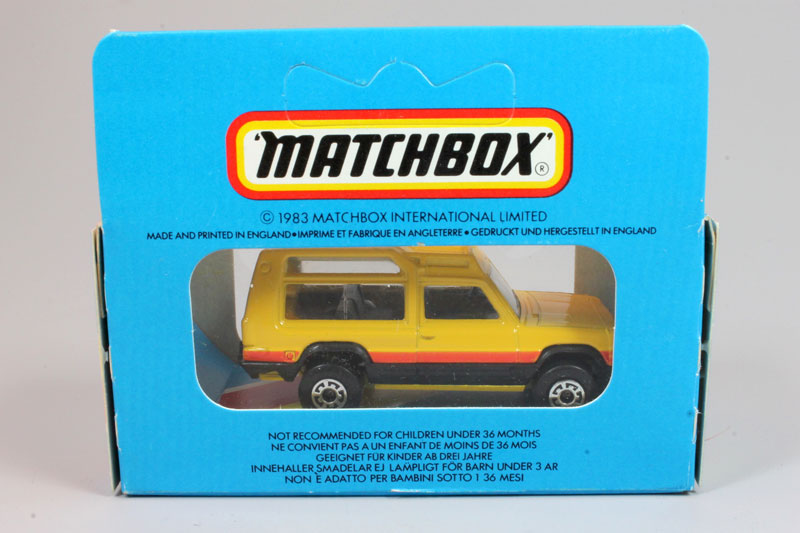 'MATCHBOX' ®
© 1983 MATCHBOX INTERNATIONAL LIMITED
MADE AND PRINTED IN ENGLAND • IMPRIME ET FABRIQUE EN ANGLETERRE • GEDRUCKT UND HERGESTELLT IN ENGLAND
NOT RECOMMENDED FOR CHILDREN UNDER 36 MONTHS
NE CONVIENT PAS A UN ENFANT DE MOINS DE 36 MOIS
GEEIGNET FÜR KINDER AB DREI JAHRE
INNEHALLER SMADELAR EJ LAMPLIGT FÖR BARN UNDER 3 AR
NON È ADATTO PER BAMBINI SOTTO 1 36 MESI